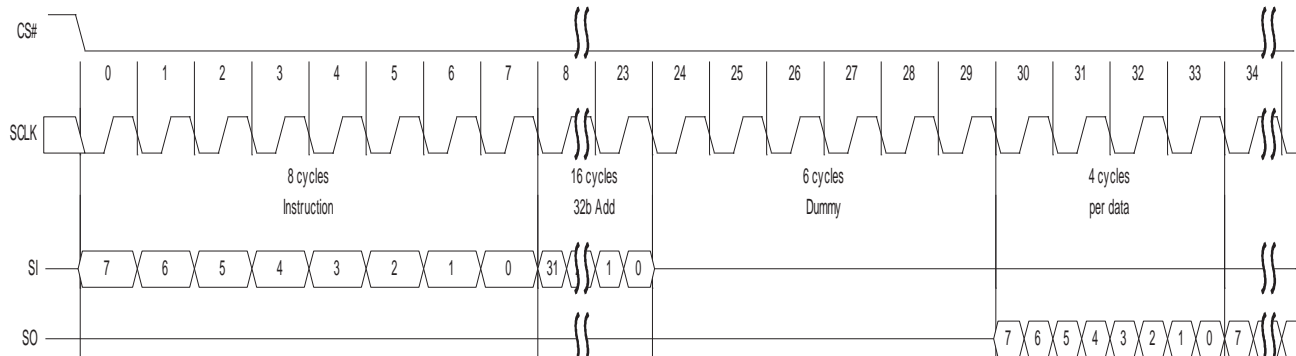 CS#
0 1 2 3 4 5 6 7 8 23 24 25 26 27 28 29 30 31 32 33 34
SCLK
8 cycles 16 cycles 6 cycles 4 cycles
Instruction 32b Add Dummy per data
SI 7 6 5 4 3 2 1 0 31 1 0
SO 7 6 5 4 3 2 1 0 7